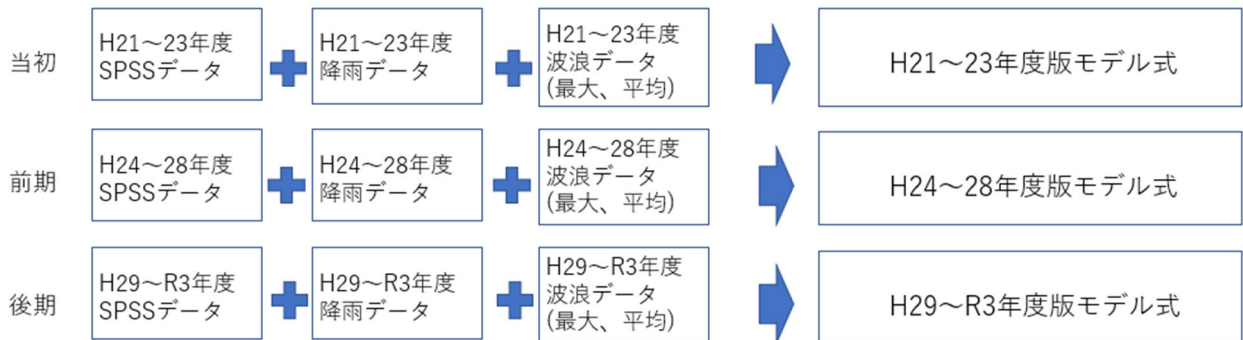 当初
H21～23年度
SPSSデータ
H21～23年度
降雨データ
H21～23年度
波浪データ
(最大、平均)
H21～23年度版モデル式
前期
H24～28年度
SPSSデータ
H24～28年度
降雨データ
H24～28年度
波浪データ
(最大、平均)
H24～28年度版モデル式
後期
H29～R3年度
SPSSデータ
H29～R3年度
降雨データ
H29～R3年度
波浪データ
(最大、平均)
H29～R3年度版モデル式